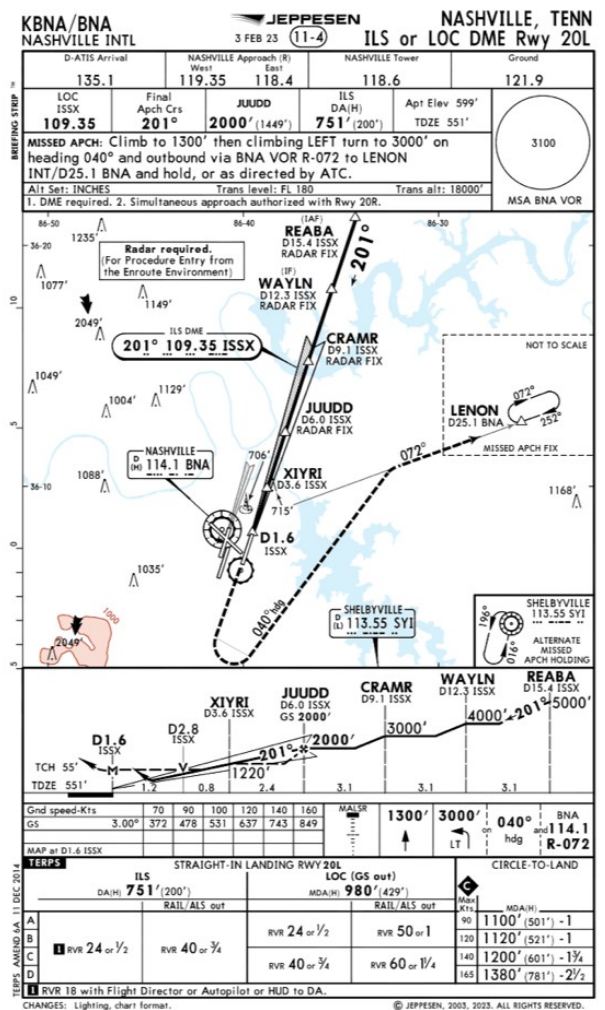 KBNA/BNA
NASHVILLE INTL
JEPPESEN
3 FEB 23
11-4
NASHVILLE, TENN
ILS or LOC DME Rwy 20L
BRIEFING STRIP
D-ATIS Arrival
135.1
NASHVILLE Approach (R)
West East
119.35 118.4
NASHVILLE Tower
118.6
Ground
121.9
LOC
ISSX
109.35
Final
Apch Crs
201°
JUUDD
2000' (1449')
ILS
DA(H)
751' (200')
Apt Elev 599'
TDZE 551'
3100
MSA BNA VOR
MISSED APCH: Climb to 1300' then climbing LEFT turn to 3000' on
heading 040° and outbound via BNA VOR R-072 to LENON
INT/D25.1 BNA and hold, or as directed by ATC.
Alt Set: INCHES Trans level: FL 180 Trans alt: 18000'
1. DME required. 2. Simultaneous approach authorized with Rwy 20R.
86-50
86-40
86-30
36-20
36-10
10
5
0
5
1235'
1077'
1149'
2049'
1049'
1004'
1129'
1088'
1035'
2049'
1000
706'
715'
1168'
Radar required.
(For Procedure Entry from
the Enroute Environment)
(IAF)
REABA
D15.4 ISSX
RADAR FIX
201°
(IF)
WAYLN
D12.3 ISSX
RADAR FIX
ILS DME
201° 109.35 ISSX
CRAMR
D9.1 ISSX
RADAR FIX
JUUDD
D6.0 ISSX
RADAR FIX
XIYRI
D3.6 ISSX
D1.6
ISSX
NASHVILLE
D
(H) 114.1 BNA
NOT TO SCALE
LENON
D25.1 BNA
072°
252°
MISSED APCH FIX
072°
040° hdg
SHELBYVILLE
D
(L) 113.55 SYI
SHELBYVILLE
113.55 SYI
196°
016°
ALTERNATE
MISSED
APCH HOLDING
REABA
D15.4 ISSX
WAYLN
D12.3 ISSX
CRAMR
D9.1 ISSX
JUUDD
D6.0 ISSX
GS 2000'
XIYRI
D3.6 ISSX
D2.8
ISSX
D1.6
ISSX
5000'
201°
4000'
3000'
2000'
201°
1220'
M
V
TCH 55'
TDZE 551'
1.2 0.8 2.4 3.1 3.1 3.1
Gnd speed-Kts 70 90 100 120 140 160
GS 3.00° 372 478 531 637 743 849
MAP at D1.6 ISSX
MALSR
1300'
3000'
LT
on
040°
hdg
and
BNA
114.1
R-072
TERPS
STRAIGHT-IN LANDING RWY 20L
CIRCLE-TO-LAND
ILS
DA(H) 751' (200')
LOC (GS out)
MDA(H) 980' (429')
RAIL/ALS out
RAIL/ALS out
C
Max
Kts
MDA(H)
A
B
C
D
1 RVR 24 or 1/2
RVR 40 or 3/4
RVR 24 or 1/2
RVR 50 or 1
RVR 40 or 3/4
RVR 60 or 1 1/4
90 1100' (501') -1
120 1120' (521') -1
140 1200' (601') -1 3/4
165 1380' (781') -2 1/2
1 RVR 18 with Flight Director or Autopilot or HUD to DA.
TERPS AMEND 6A 11 DEC 2014
CHANGES: Lighting, chart format.
© JEPPESEN, 2003, 2023. ALL RIGHTS RESERVED.